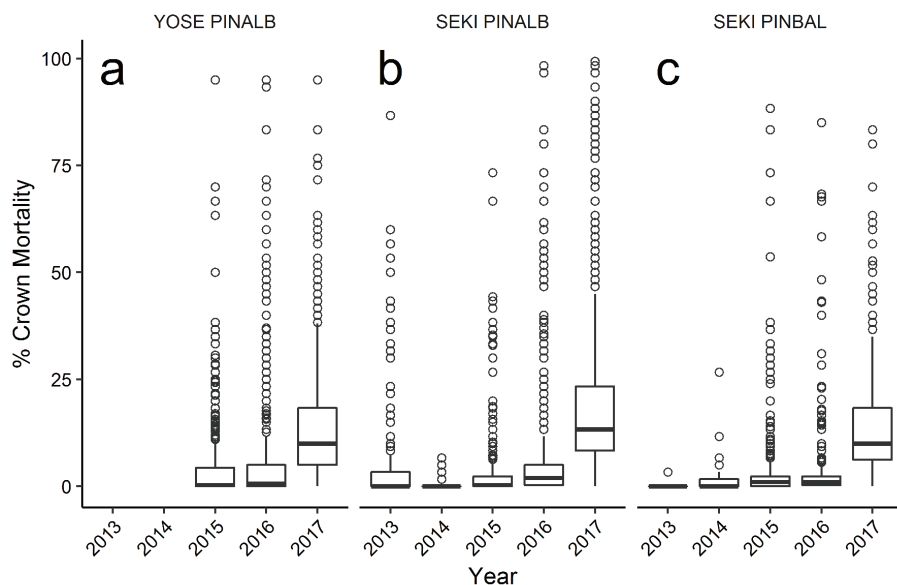 YOSE PINALB SEKI PINALB SEKI PINBAL
a b c
% Crown Mortality
100
75
50
25
0
2013 2014 2015 2016 2017 2013 2014 2015 2016 2017 2013 2014 2015 2016 2017
Year